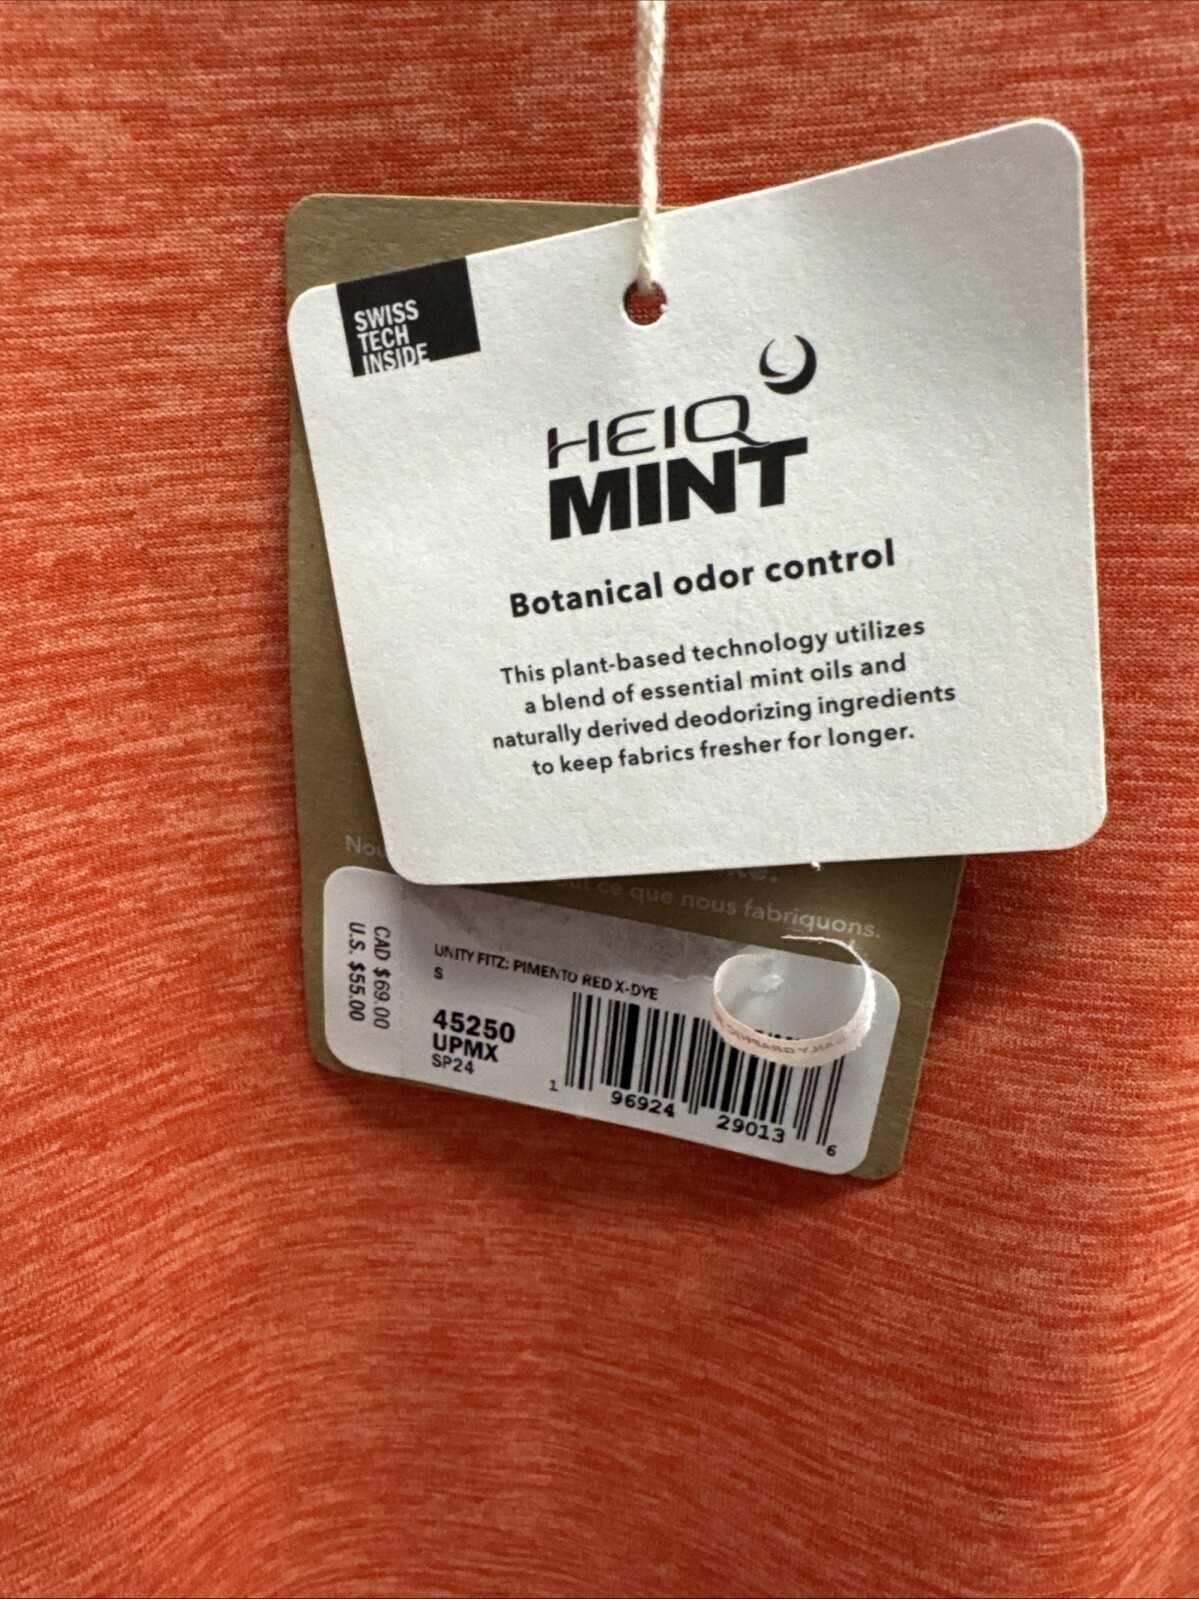 SWISS
TECH
INSIDE
HEIQ
MINT
Botanical odor control
This plant-based technology utilizes
a blend of essential mint oils and
naturally derived deodorizing ingredients
to keep fabrics fresher for longer.
ce que nous fabriquons.
CAD $69.00
U.S. $55.00
UNITY FITZ: PIMENTO RED X-DYE
S
45250
UPMX
SP24
1 96924 29013 6